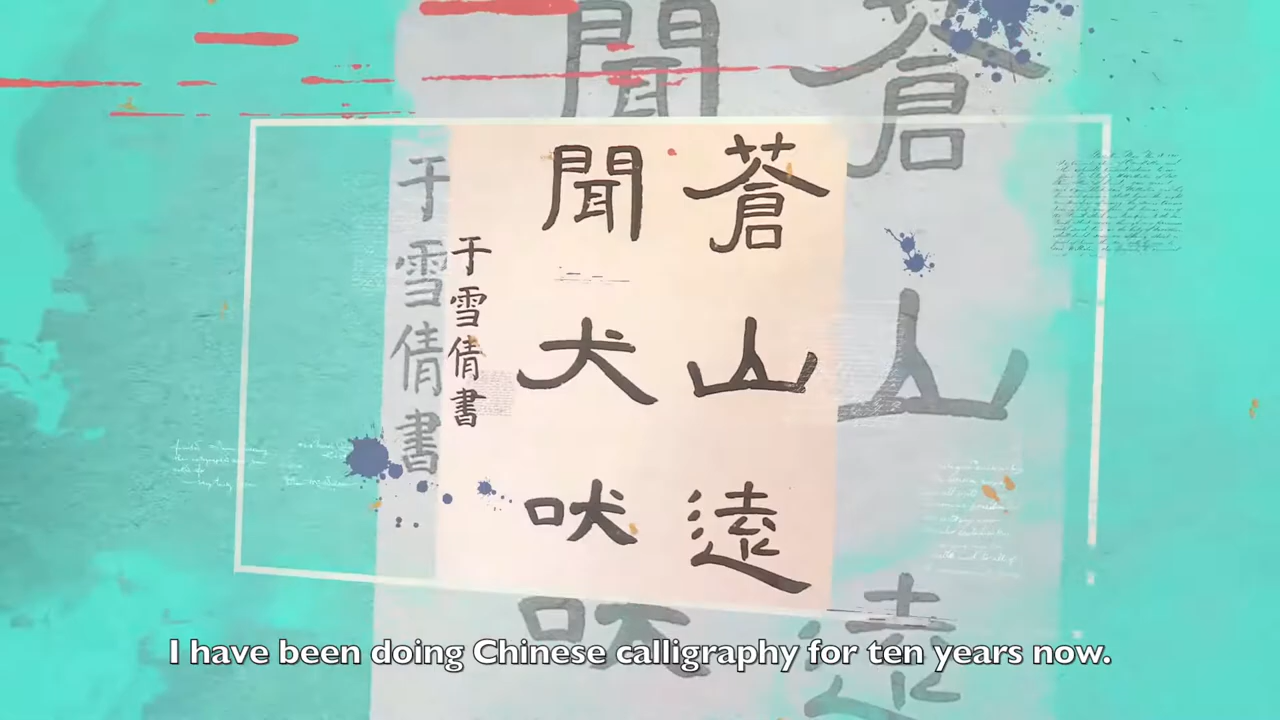 蒼山遠
聞犬吠
于雪倩書
I have been doing Chinese calligraphy for ten years now.